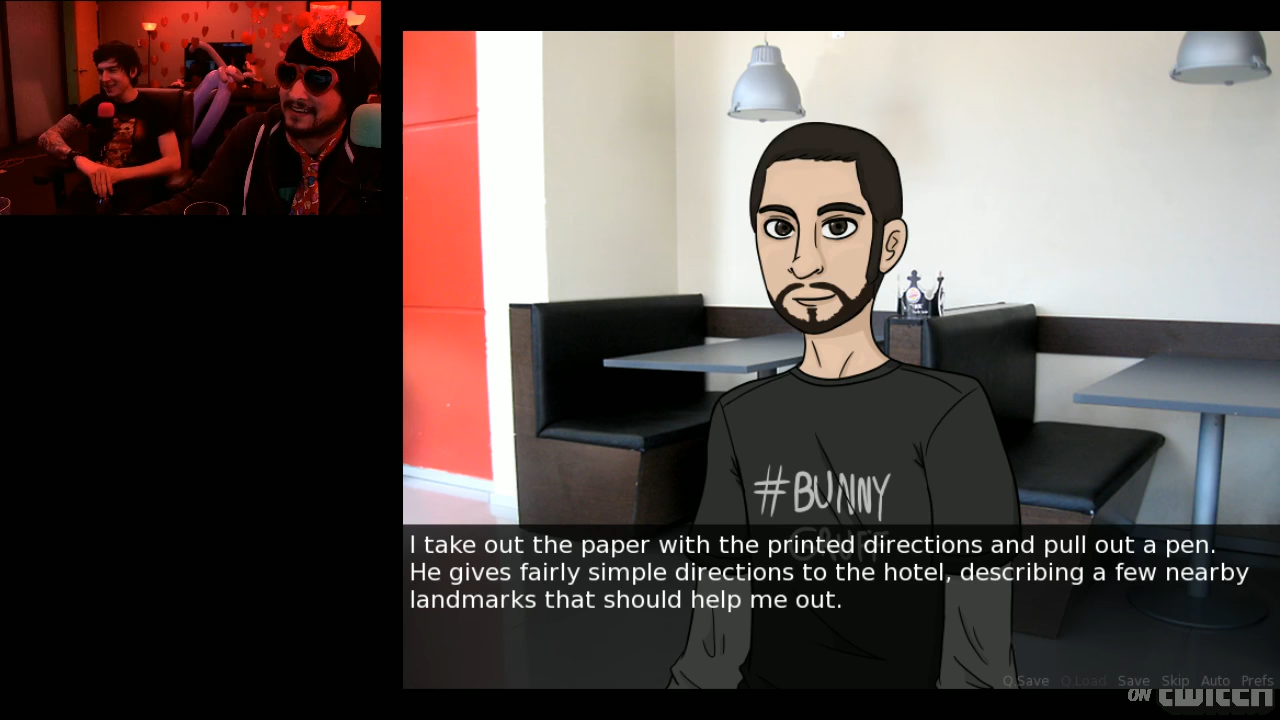 #BUNNY
GRUFF
I take out the paper with the printed directions and pull out a pen.
He gives fairly simple directions to the hotel, describing a few nearby
landmarks that should help me out.
Q.Save Q.Load Save Skip Auto Prefs
ON twitch